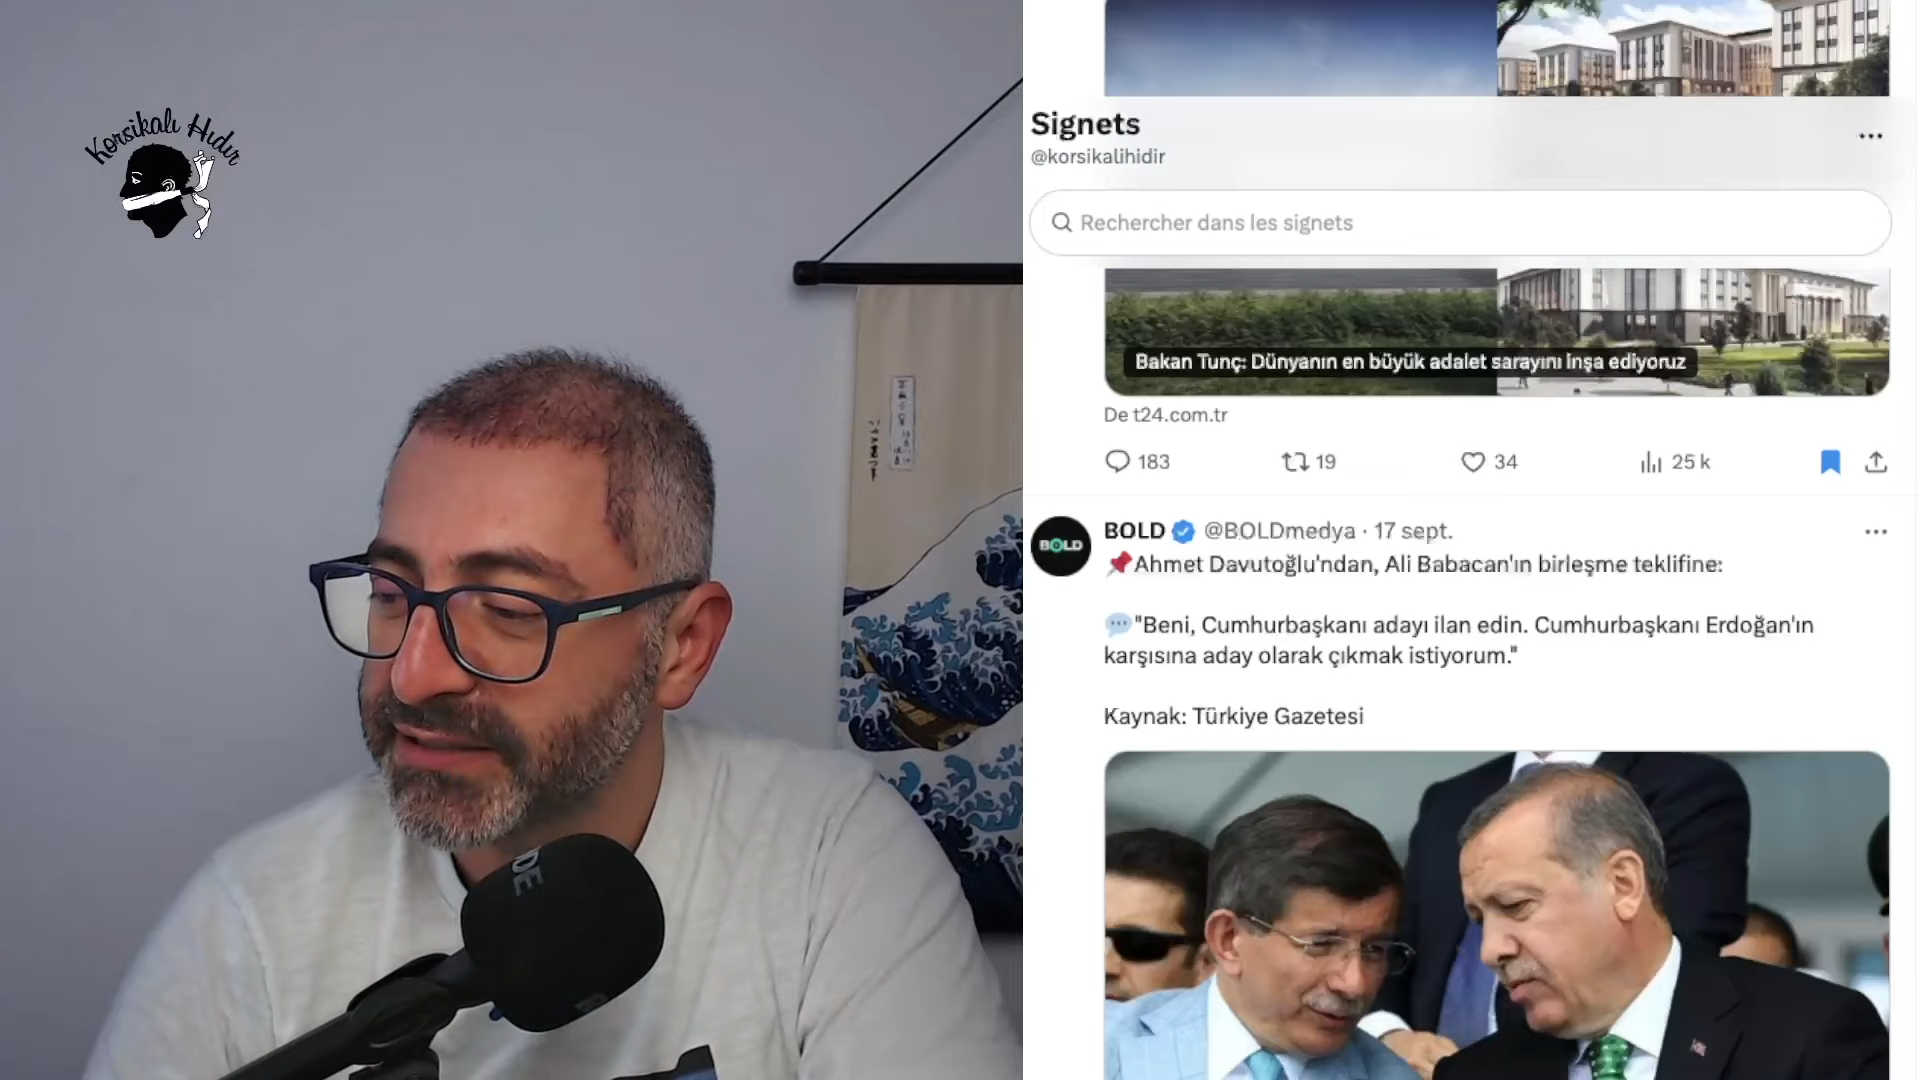 Korsikalı Hıdır
Signets
@korsikalihidir
Rechercher dans les signets
Bakan Tunç: Dünyanın en büyük adalet sarayını inşa ediyoruz
De t24.com.tr
183
19
34
25 k
BOLD
BOLD @BOLDmedya · 17 sept.
📌Ahmet Davutoğlu'ndan, Ali Babacan'ın birleşme teklifine:
💬"Beni, Cumhurbaşkanı adayı ilan edin. Cumhurbaşkanı Erdoğan'ın
karşısına aday olarak çıkmak istiyorum."
Kaynak: Türkiye Gazetesi